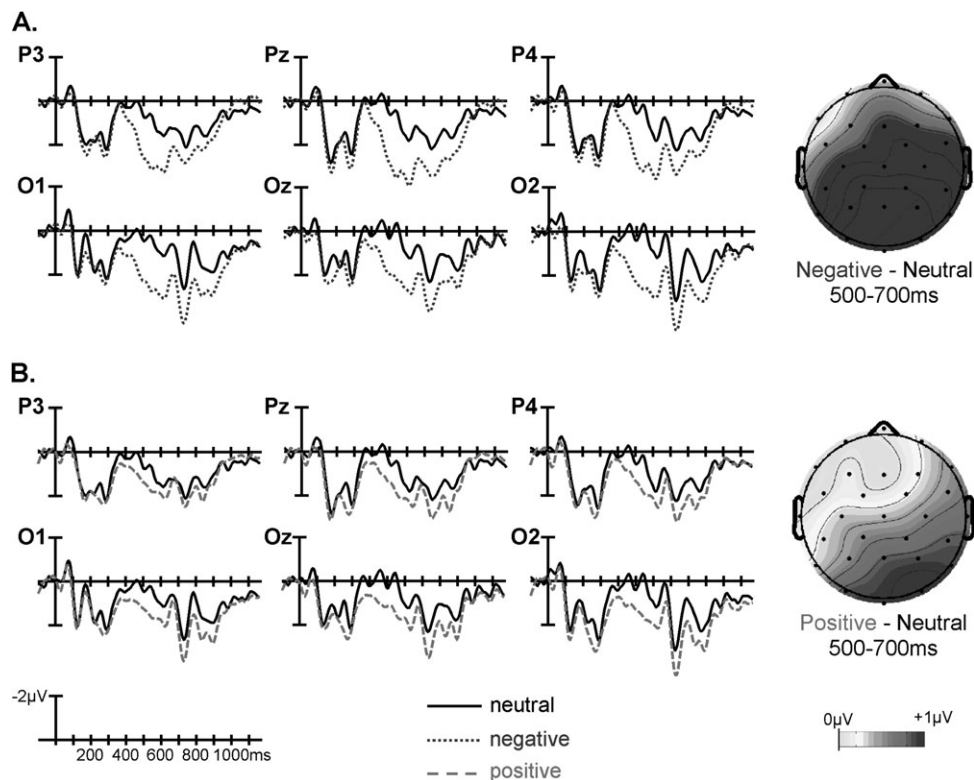 A.
P3 Pz P4
O1 Oz O2
Negative - Neutral
500-700ms
B.
P3 Pz P4
O1 Oz O2
Positive - Neutral
500-700ms
-2µV
200 400 600 800 1000ms
neutral
negative
positive
0µV +1µV